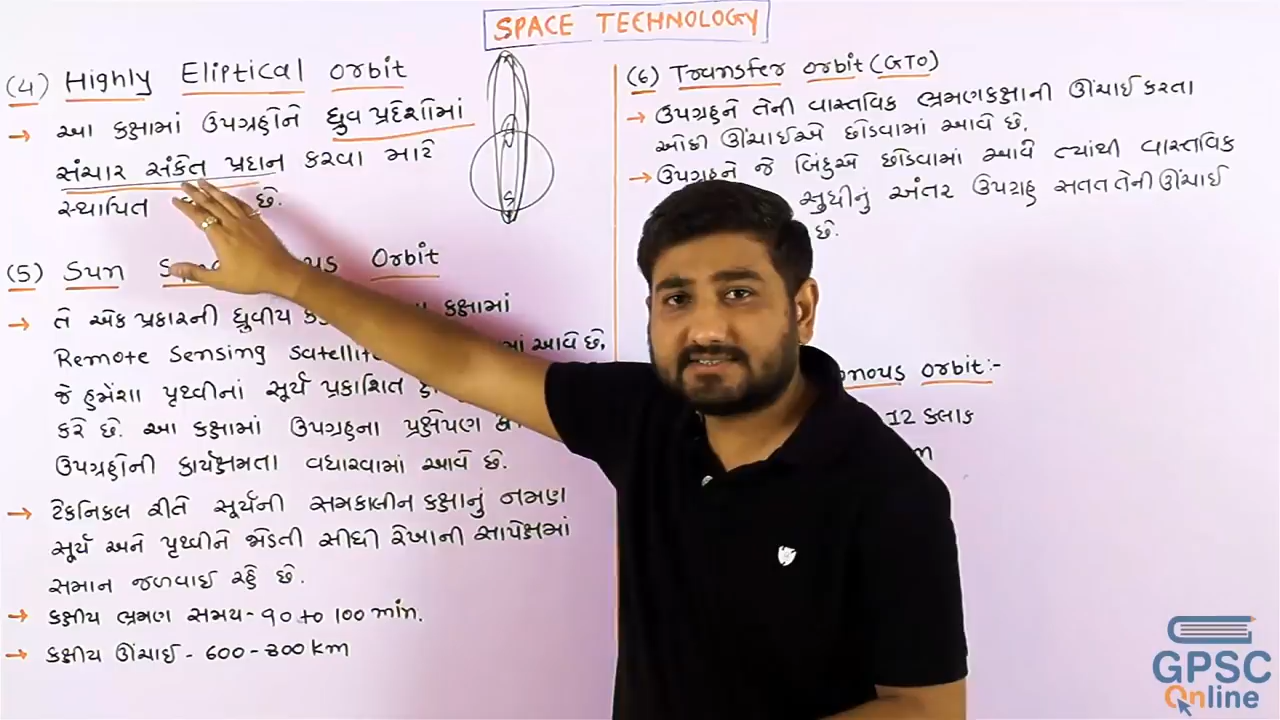 SPACE TECHNOLOGY
(4) Highly Eliptical Orbit
→ આ કક્ષામાં ઉપગ્રહોને ધ્રુવ પ્રદેશોમાં
સંચાર સંકેત પ્રદાન કરવા માટે
સ્થાપિત છે.
(5) Sun Orbit
→ તે એક પ્રકારની ધ્રુવીય કક્ષામાં
Remote Sensing આવે છે,
જે હમેંશા પૃથ્વીનાં સૂર્ય પ્રકાશિત
કરે છે. આ કક્ષામાં ઉપગ્રહના પ્રક્ષેપણ
ઉપગ્રહોની કાર્યક્ષમતા વધારવામાં આવે છે.
→ ટેકનિકલ રીતે સૂર્યની સમકાલીન કક્ષાનું નમણ
સૂર્ય અને પૃથ્વીને જોડતી સીધી રેખાની સાપેક્ષમાં
સમાન જળવાઈ રહે છે.
→ કક્ષીય ભ્રમણ સમય - 90 to 100 min.
→ કક્ષીય ઊંચાઈ - 600 - 800 km
(6) Transfer orbit (GTO)
→ ઉપગ્રહને તેની વાસ્તવિક ભ્રમણકક્ષાની ઊંચાઈ કરતા
ઓછી ઊંચાઈએ છોડવામાં આવે છે.
→ ઉપગ્રહને જે બિંદુએ છોડવામાં આવે ત્યાંથી વાસ્તવિક
સુધીનું અંતર ઉપગ્રહ સતત તેની ઊંચાઈ
છે.
orbit :-
12 કલાક
GPSC
Online